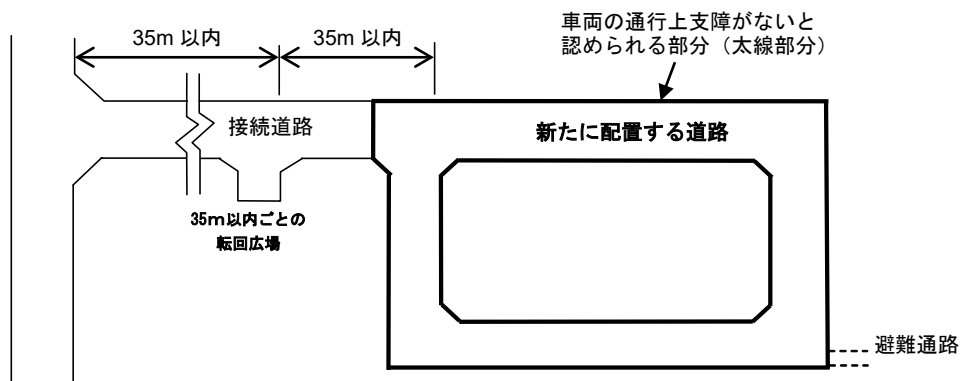 車両の通行上支障がないと
認められる部分（太線部分）
35m 以内
35m 以内
接続道路
新たに配置する道路
35m以内ごとの
転回広場
避難通路